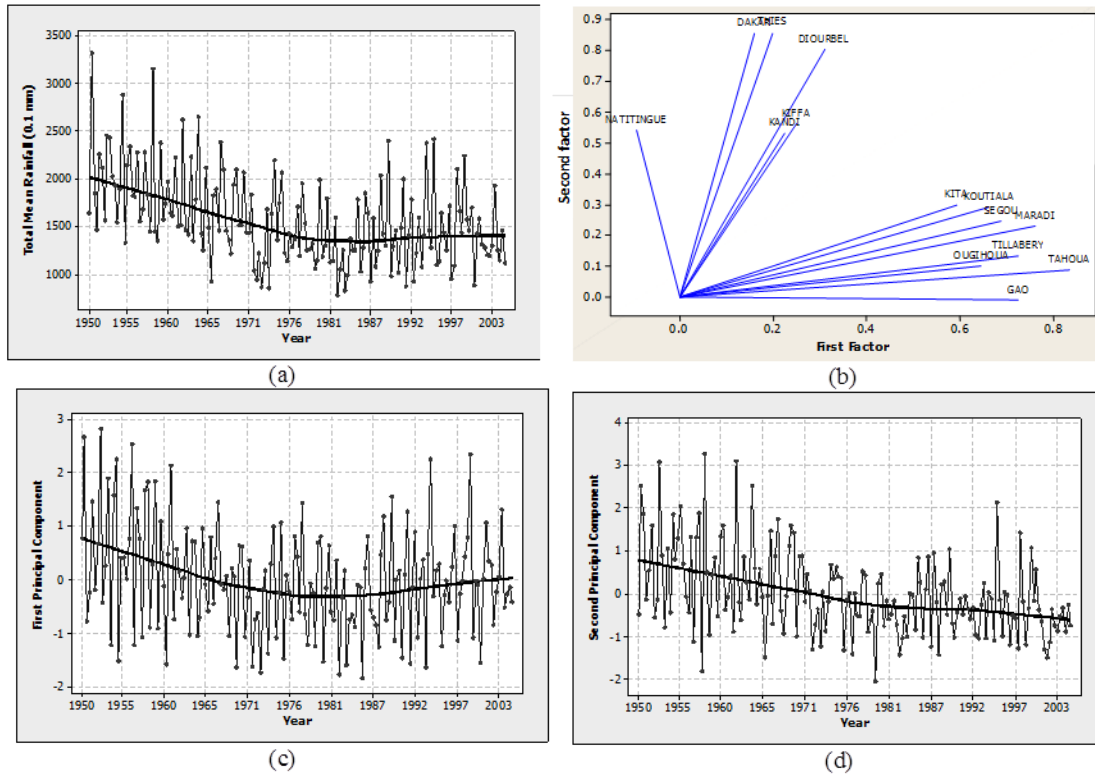 3500
3000
2500
2000
1500
1000
Total Mean Rainfall (0.1 mm)
1950 1955 1960 1965 1971 1976 1982 1987 1992 1997 2003
Year
(a)
0.9
0.8
0.7
0.6
0.5
0.4
0.3
0.2
0.1
0.0
Second factor
DAKAR THIES
DIOURBEL
NATITINGUE
KIFFA
KANDI
KITA
KOUTIALA
SEGOU
MARADI
TILLABERY
TAHOUA
GAO
0.0 0.2 0.4 0.6 0.8
First Factor
(b)
3
2
1
0
-1
-2
First Principal Component
1950 1955 1960 1965 1971 1976 1982 1987 1992 1997 2003
Year
(c)
4
3
2
1
0
-1
-2
Second Principal Component
1950 1955 1960 1965 1971 1976 1982 1987 1992 1997 2003
Year
(d)